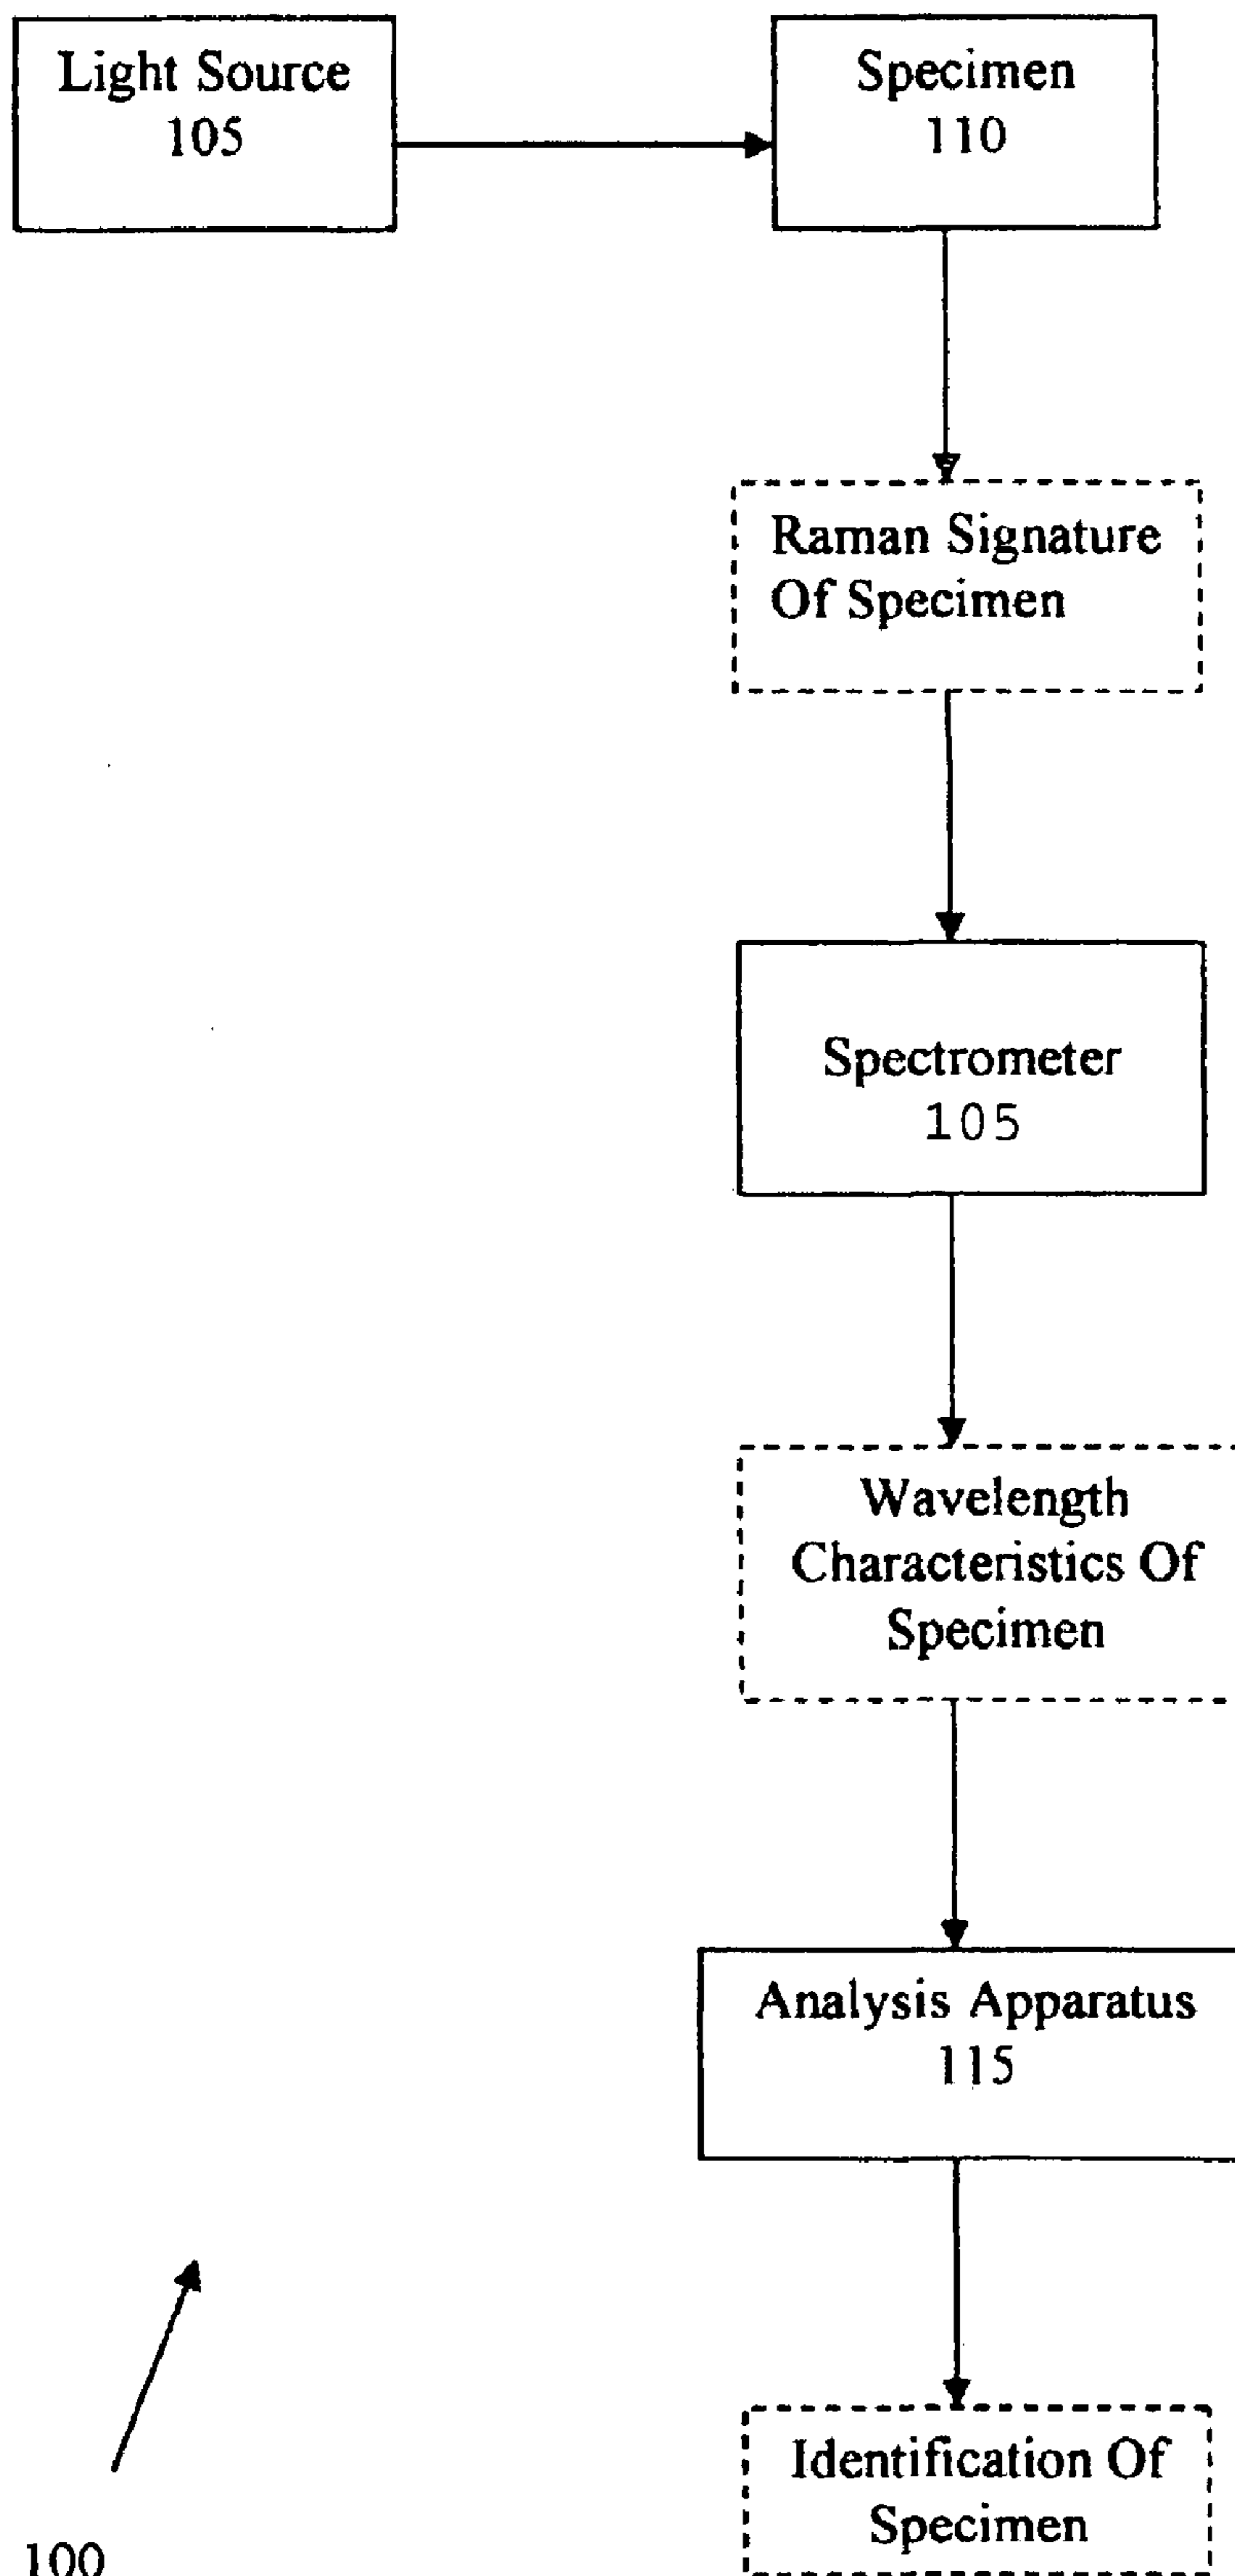 Light Source
105
Specimen
110
Raman Signature
Of Specimen
Spectrometer
105
Wavelength
Characteristics Of
Specimen
Analysis Apparatus
115
Identification Of
Specimen
100